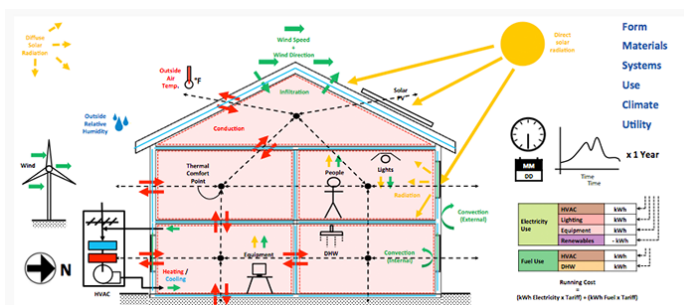 Diffuse
Solar
Radiation
Wind Speed
+
Wind Direction
Direct
solar
radiation
Form
Materials
Systems
Use
Climate
Utility
Outside
Air
Temp.
°F
Infiltration
Solar
PV
Outside
Relative
Humidity
Conduction
Wind
Thermal
Comfort
Point
People
Lights
Radiation
MM
DD
Time
Time
x 1 Year
Convection
(External)
Electricity
Use
HVAC
kWh
Lighting
kWh
Equipment
kWh
Renewables
- kWh
Fuel Use
HVAC
kWh
DHW
kWh
N
HVAC
Heating /
Cooling
Equipment
DHW
Convection
(Internal)
Running Cost
=
(kWh Electricity x Tariff) + (kWh Fuel x Tariff)